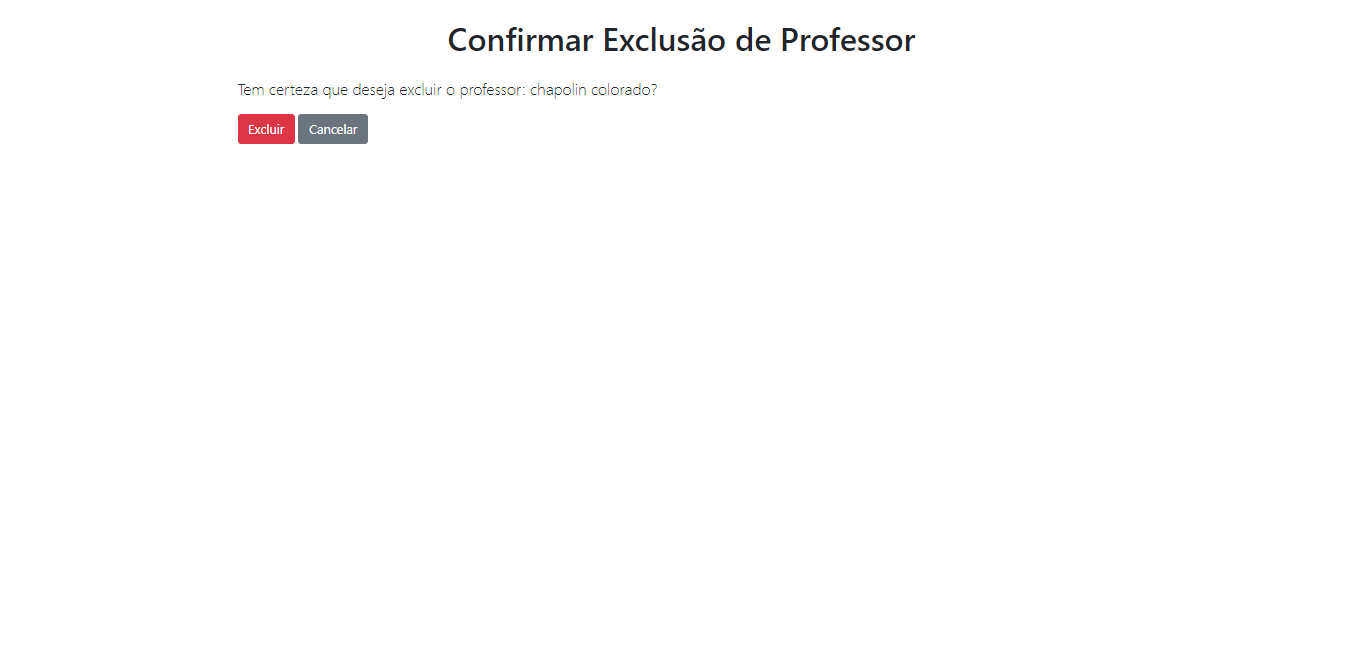 Confirmar Exclusão de Professor
Tem certeza que deseja excluir o professor: chapolin colorado?
Excluir Cancelar